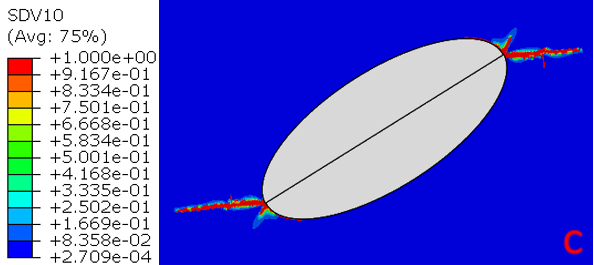 SDV10
(Avg: 75%)
+1.000e+00
+9.167e-01
+8.334e-01
+7.501e-01
+6.668e-01
+5.834e-01
+5.001e-01
+4.168e-01
+3.335e-01
+2.502e-01
+1.669e-01
+8.358e-02
+2.709e-04
C